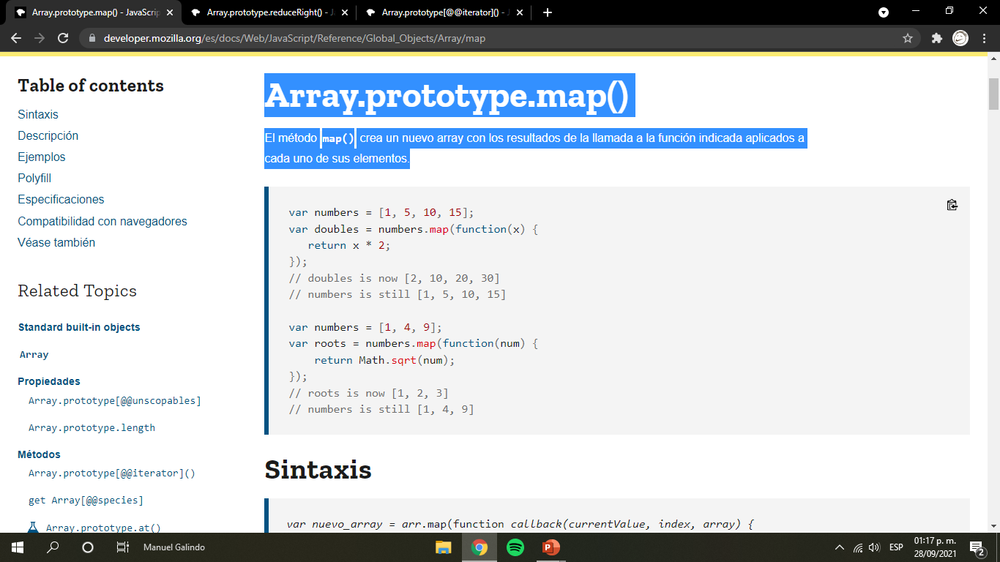 Array.prototype.map() - JavaScrip
Array.prototype.reduceRight() - J
Array.prototype[@@iterator]() - J
developer.mozilla.org/es/docs/Web/JavaScript/Reference/Global_Objects/Array/map
Table of contents
Sintaxis
Descripción
Ejemplos
Polyfill
Especificaciones
Compatibilidad con navegadores
Véase también
Related Topics
Standard built-in objects
Array
Propiedades
Array.prototype[@@unscopables]
Array.prototype.length
Métodos
Array.prototype[@@iterator]()
get Array[@@species]
Array.prototype.at()
Array.prototype.map()
El método map() crea un nuevo array con los resultados de la llamada a la función indicada aplicados a
cada uno de sus elementos.
var numbers = [1, 5, 10, 15];
var doubles = numbers.map(function(x) {
   return x * 2;
});
// doubles is now [2, 10, 20, 30]
// numbers is still [1, 5, 10, 15]
var numbers = [1, 4, 9];
var roots = numbers.map(function(num) {
    return Math.sqrt(num);
});
// roots is now [1, 2, 3]
// numbers is still [1, 4, 9]
Sintaxis
var nuevo_array = arr.map(function callback(currentValue, index, array) {
Manuel Galindo
P
ESP
01:17 p. m.
28/09/2021
2